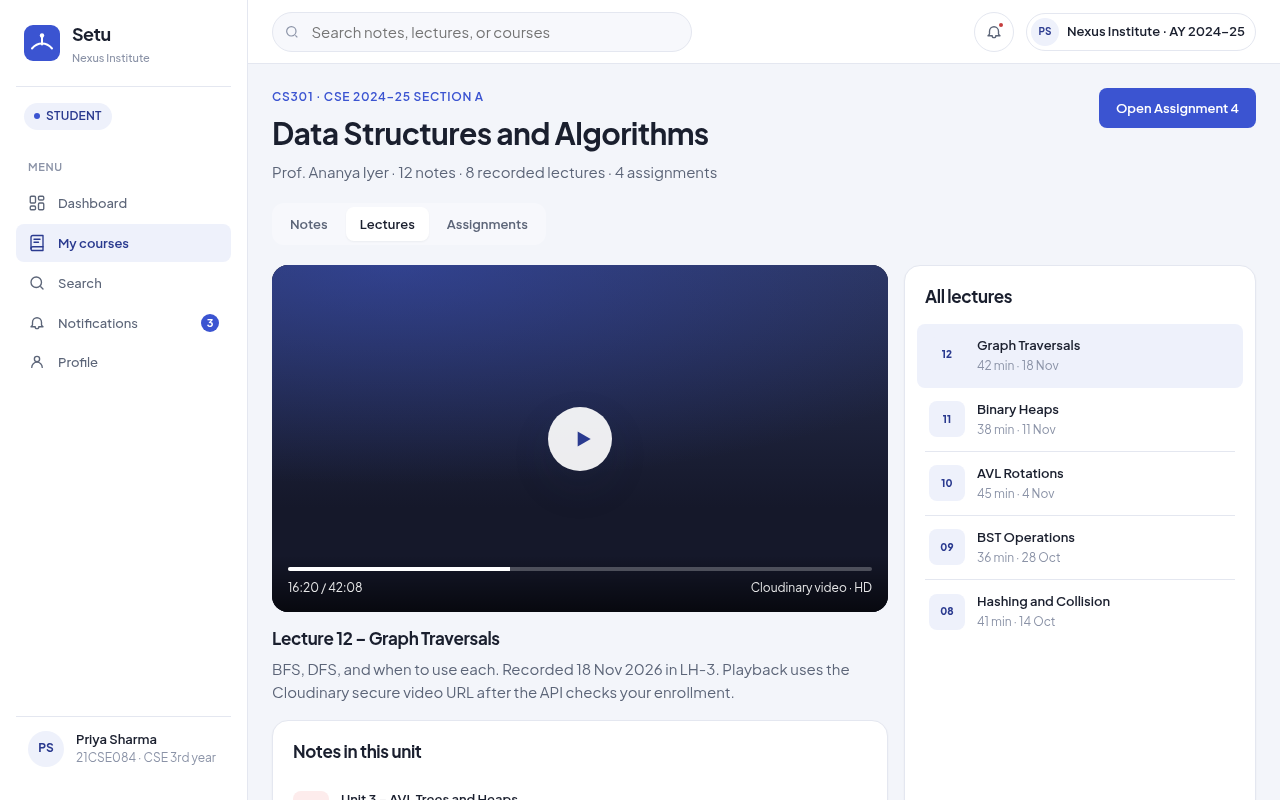 Setu
Nexus Institute
STUDENT
MENU
Dashboard
My courses
Search
Notifications
3
Profile
PS
Priya Sharma
21CSE084 · CSE 3rd year
Search notes, lectures, or courses
PS
Nexus Institute · AY 2024–25
CS301 · CSE 2024–25 SECTION A
Data Structures and Algorithms
Prof. Ananya Iyer · 12 notes · 8 recorded lectures · 4 assignments
Open Assignment 4
Notes
Lectures
Assignments
16:20 / 42:08
Cloudinary video · HD
Lecture 12 – Graph Traversals
BFS, DFS, and when to use each. Recorded 18 Nov 2026 in LH-3. Playback uses the
Cloudinary secure video URL after the API checks your enrollment.
Notes in this unit
Unit 3 – AVL Trees and Heaps
All lectures
12
Graph Traversals
42 min · 18 Nov
11
Binary Heaps
38 min · 11 Nov
10
AVL Rotations
45 min · 4 Nov
09
BST Operations
36 min · 28 Oct
08
Hashing and Collision
41 min · 14 Oct